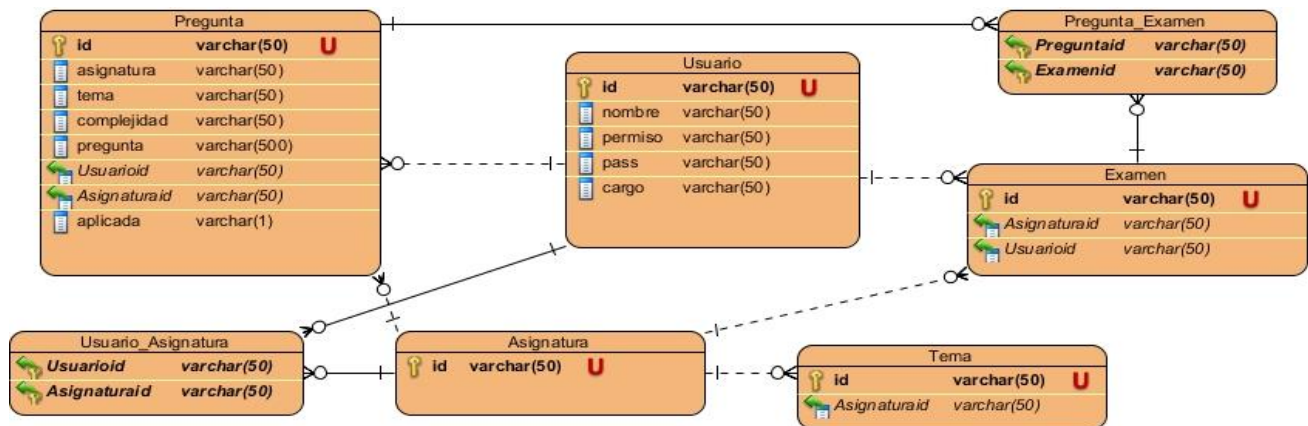 Pregunta
id varchar(50) U
asignatura varchar(50)
tema varchar(50)
complejidad varchar(50)
pregunta varchar(500)
Usuarioid varchar(50)
Asignaturaid varchar(50)
aplicada varchar(1)
Usuario
id varchar(50) U
nombre varchar(50)
permiso varchar(50)
pass varchar(50)
cargo varchar(50)
Pregunta_Examen
Preguntaid varchar(50)
Examenid varchar(50)
Examen
id varchar(50) U
Asignaturaid varchar(50)
Usuarioid varchar(50)
Usuario_Asignatura
Usuarioid varchar(50)
Asignaturaid varchar(50)
Asignatura
id varchar(50) U
Tema
id varchar(50) U
Asignaturaid varchar(50)